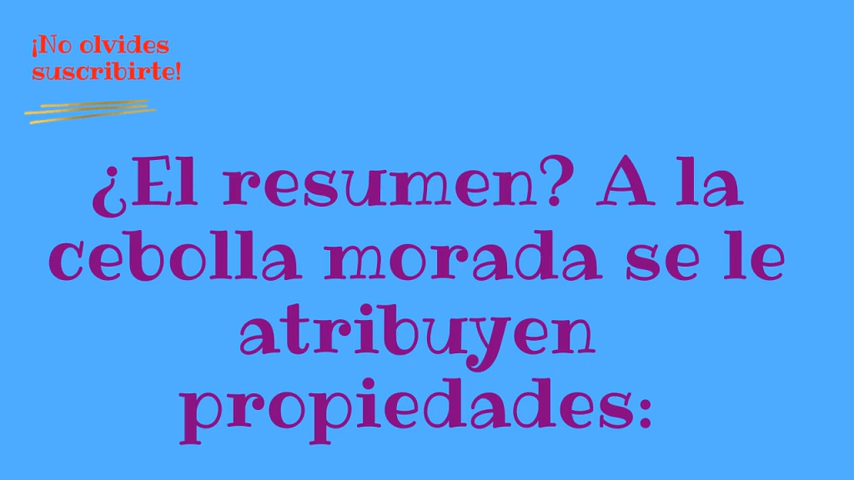 ¡No olvides
suscribirte!
¿El resumen? A la
cebolla morada se le
atribuyen
propiedades: